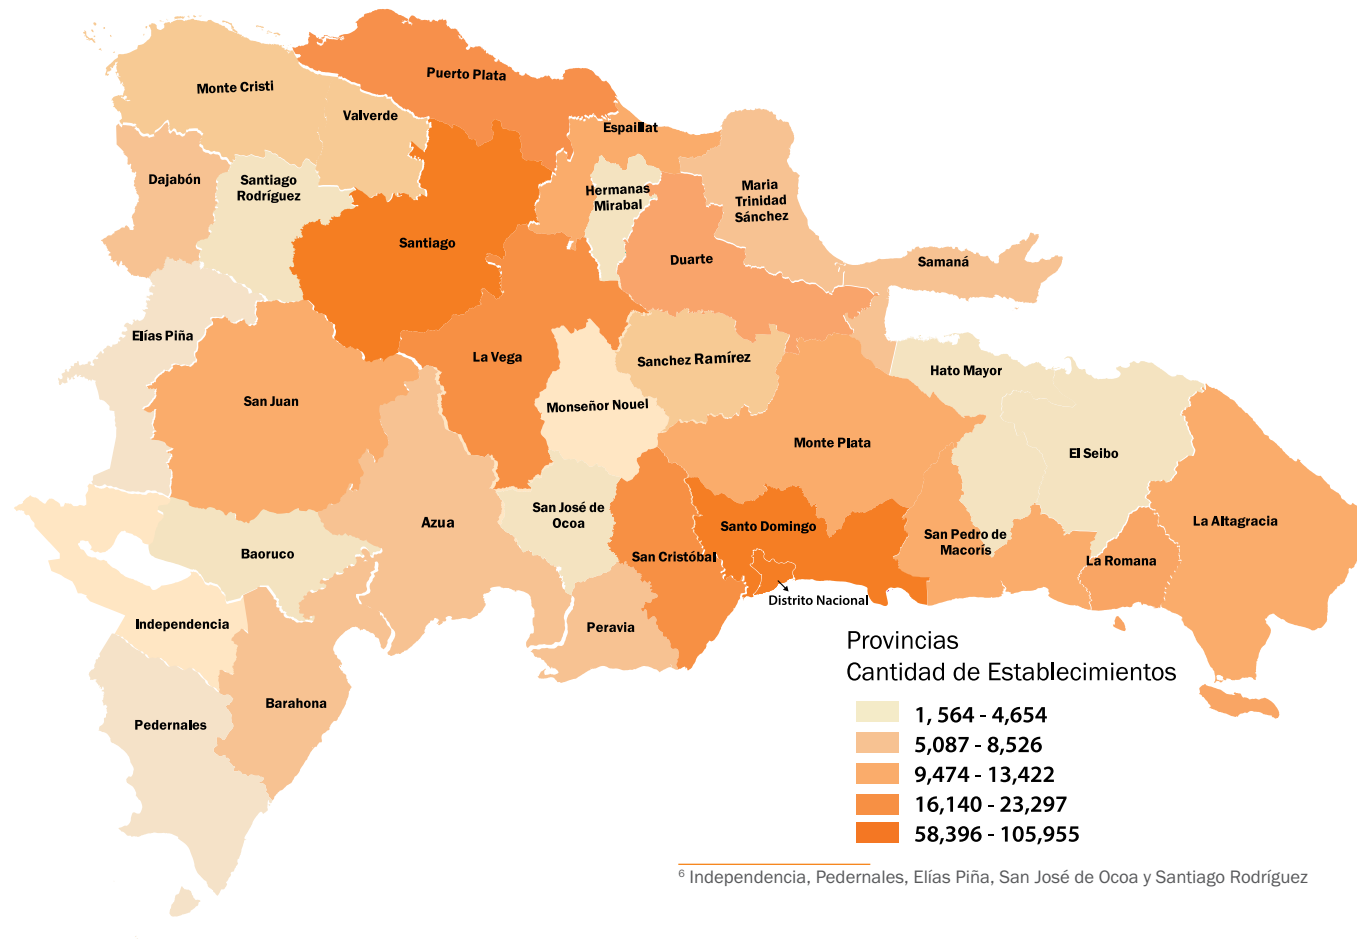 Puerto Plata
Monte Cristi
Valverde
Espaillat
Dajabón
Santiago
Rodríguez
Hermanas
Mirabal
Maria
Trinidad
Sánchez
Santiago
Duarte
Samaná
Elías Piña
La Vega
Sanchez Ramírez
Hato Mayor
San Juan
Monseñor Nouel
Monte Plata
El Seibo
San José de
Ocoa
Azua
Santo Domingo
La Altagracia
San Pedro de
Macorís
Baoruco
San Cristóbal
La Romana
Distrito Nacional
Independencia
Peravia
Barahona
Pedernales
Provincias
Cantidad de Establecimientos
1, 564 - 4,654
5,087 - 8,526
9,474 - 13,422
16,140 - 23,297
58,396 - 105,955
⁶ Independencia, Pedernales, Elías Piña, San José de Ocoa y Santiago Rodríguez